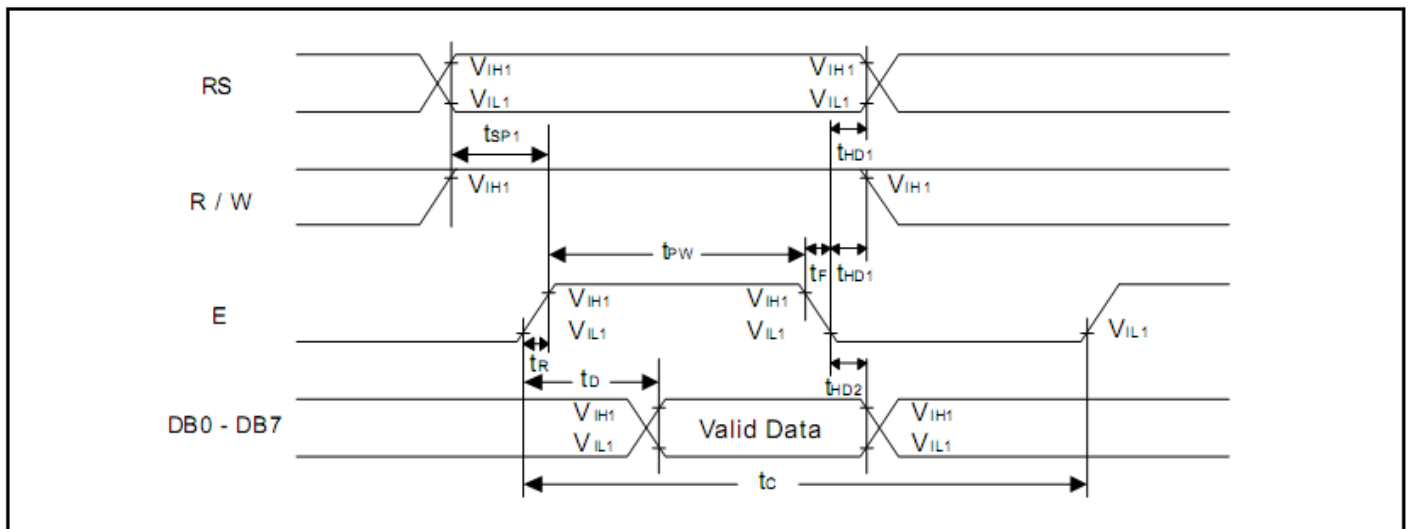 RS
VIH1 VIH1
VIL1 VIL1
tSP1
tHD1
R / W
VIH1 VIH1
tPW
tF tHD1
E
VIH1 VIH1
VIL1 VIL1 VIL1
tR
tD
tHD2
DB0 - DB7
VIH1 VIH1
Valid Data
VIL1 VIL1
tC